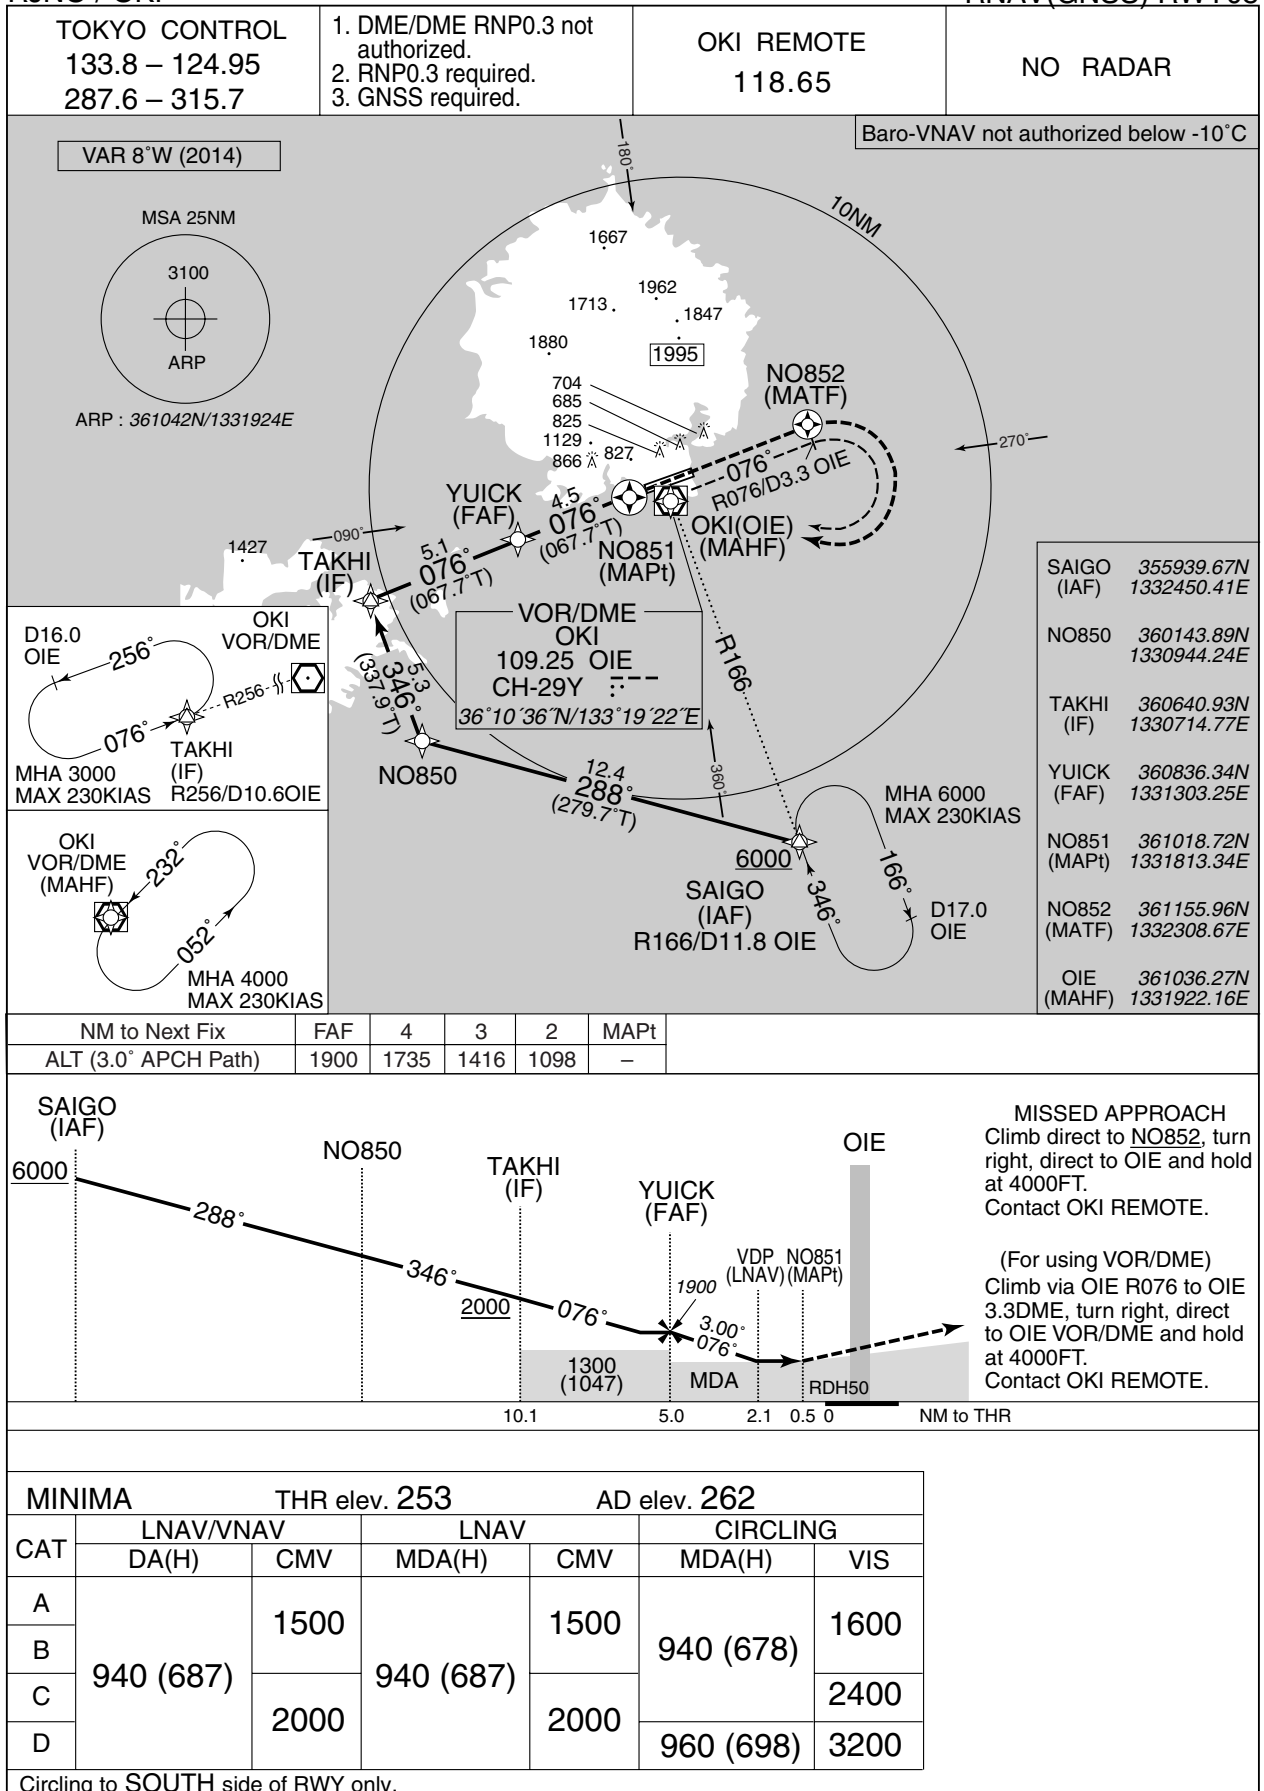 TOKYO CONTROL
133.8 – 124.95
287.6 – 315.7
1. DME/DME RNP0.3 not
authorized.
2. RNP0.3 required.
3. GNSS required.
OKI REMOTE
118.65
NO RADAR
VAR 8˚W (2014)
Baro-VNAV not authorized below -10˚C
MSA 25NM
3100
ARP
ARP : 361042N/1331924E
180˚
10NM
1667
1962
1713
1847
1880
1995
704
685
825
1129
866
827
NO852
(MATF)
270˚
076˚
R076/D3.3 OIE
YUICK
(FAF)
4.5
076˚
(067.7˚T)
OKI(OIE)
(MAHF)
NO851
(MAPt)
090˚
1427
TAKHI
(IF)
5.1
076˚
(067.7˚T)
VOR/DME
OKI
109.25 OIE
CH-29Y
36˚10´36˝N/133˚19´22˝E
R166
5.3
346˚
(337.9˚T)
NO850
12.4
288˚
(279.7˚T)
360˚
6000
SAIGO
(IAF)
R166/D11.8 OIE
MHA 6000
MAX 230KIAS
166˚
346˚
D17.0
OIE
D16.0
OIE
256˚
OKI
VOR/DME
R256
076˚
TAKHI
(IF)
R256/D10.6OIE
MHA 3000
MAX 230KIAS
OKI
VOR/DME
(MAHF)
232˚
052˚
MHA 4000
MAX 230KIAS
SAIGO 355939.67N
(IAF) 1332450.41E
NO850 360143.89N
1330944.24E
TAKHI 360640.93N
(IF) 1330714.77E
YUICK 360836.34N
(FAF) 1331303.25E
NO851 361018.72N
(MAPt) 1331813.34E
NO852 361155.96N
(MATF) 1332308.67E
OIE 361036.27N
(MAHF) 1331922.16E
NM to Next Fix FAF 4 3 2 MAPt
ALT (3.0˚ APCH Path) 1900 1735 1416 1098 –
SAIGO
(IAF)
6000
288˚
NO850
346˚
TAKHI
(IF)
2000
076˚
YUICK
(FAF)
1900
3.00˚
076˚
VDP
(LNAV)
NO851
(MAPt)
OIE
1300
(1047)
MDA
RDH50
10.1 5.0 2.1 0.5 0 NM to THR
MISSED APPROACH
Climb direct to NO852, turn
right, direct to OIE and hold
at 4000FT.
Contact OKI REMOTE.
(For using VOR/DME)
Climb via OIE R076 to OIE
3.3DME, turn right, direct
to OIE VOR/DME and hold
at 4000FT.
Contact OKI REMOTE.
MINIMA THR elev. 253 AD elev. 262
CAT LNAV/VNAV LNAV CIRCLING
DA(H) CMV MDA(H) CMV MDA(H) VIS
A
B
C
D
940 (687)
1500
2000
940 (687)
1500
2000
940 (678)
960 (698)
1600
2400
3200
Circling to SOUTH side of RWY only.